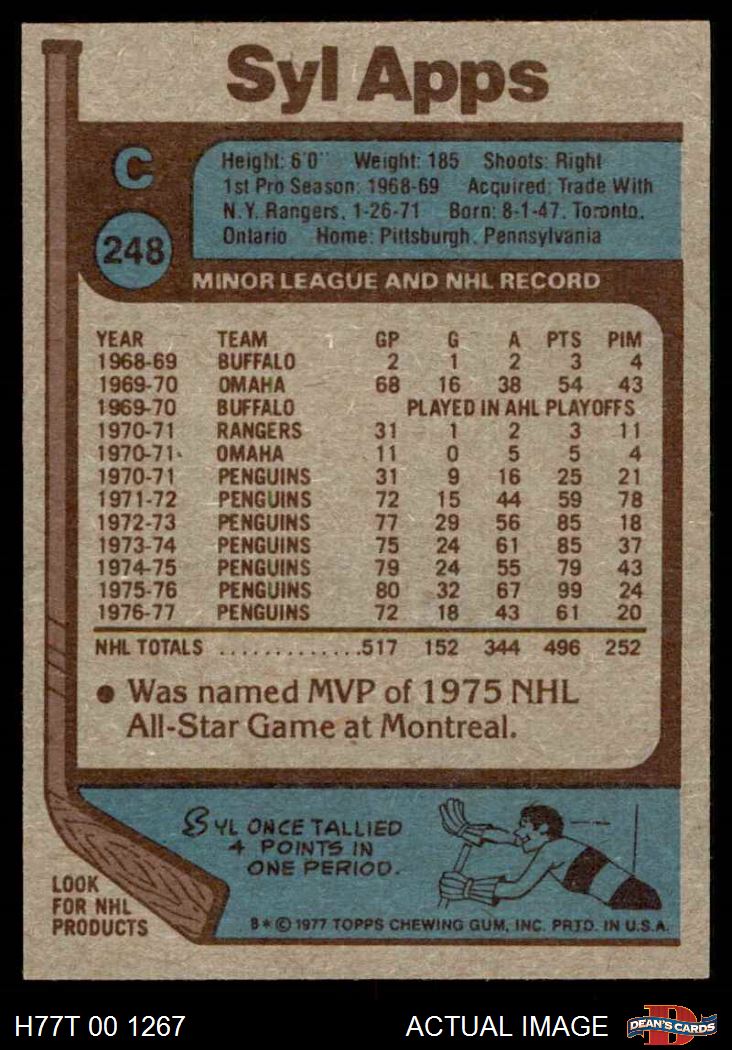 Syl Apps
C
248
Height: 6'0" Weight: 185 Shoots: Right
1st Pro Season: 1968-69 Acquired: Trade With
N.Y. Rangers, 1-26-71 Born: 8-1-47, Toronto,
Ontario Home: Pittsburgh, Pennsylvania
MINOR LEAGUE AND NHL RECORD
YEAR TEAM GP G A PTS PIM
1968-69 BUFFALO 2 1 2 3 4
1969-70 OMAHA 68 16 38 54 43
1969-70 BUFFALO PLAYED IN AHL PLAYOFFS
1970-71 RANGERS 31 1 2 3 11
1970-71 OMAHA 11 0 5 5 4
1970-71 PENGUINS 31 9 16 25 21
1971-72 PENGUINS 72 15 44 59 78
1972-73 PENGUINS 77 29 56 85 18
1973-74 PENGUINS 75 24 61 85 37
1974-75 PENGUINS 79 24 55 79 43
1975-76 PENGUINS 80 32 67 99 24
1976-77 PENGUINS 72 18 43 61 20
NHL TOTALS .............517 152 344 496 252
• Was named MVP of 1975 NHL
All-Star Game at Montreal.
SYL ONCE TALLIED
4 POINTS IN
ONE PERIOD.
LOOK
FOR NHL
PRODUCTS
B * © 1977 TOPPS CHEWING GUM, INC. PRTD. IN U.S.A.
H77T 00 1267
ACTUAL IMAGE
D
DEAN'S CARDS